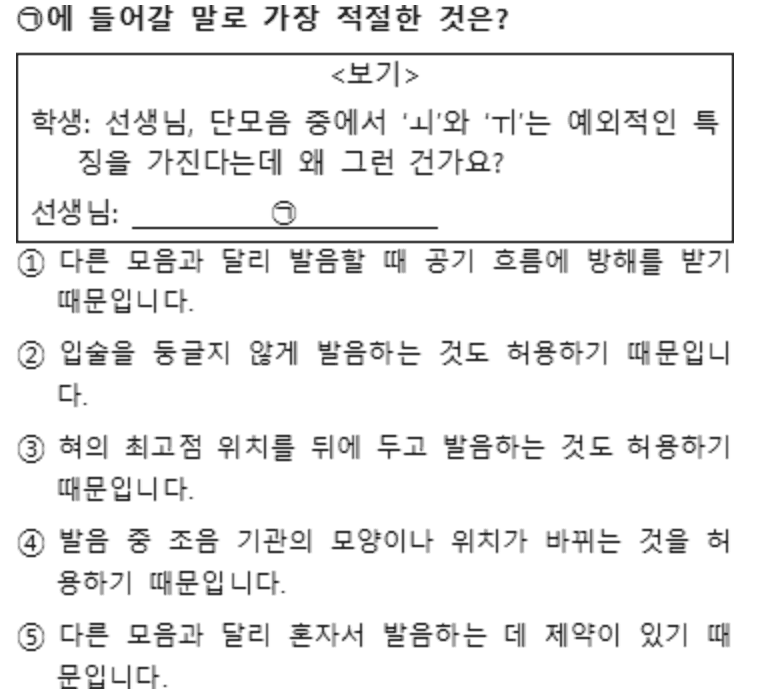 ㉠에 들어갈 말로 가장 적절한 것은?
<보기>
학생: 선생님, 단모음 중에서 'ㅚ'와 'ㅟ'는 예외적인 특
징을 가진다는데 왜 그런 건가요?
선생님: ㉠
① 다른 모음과 달리 발음할 때 공기 흐름에 방해를 받기
때문입니다.
② 입술을 둥글지 않게 발음하는 것도 허용하기 때문입니
다.
③ 혀의 최고점 위치를 뒤에 두고 발음하는 것도 허용하기
때문입니다.
④ 발음 중 조음 기관의 모양이나 위치가 바뀌는 것을 허
용하기 때문입니다.
⑤ 다른 모음과 달리 혼자서 발음하는 데 제약이 있기 때
문입니다.